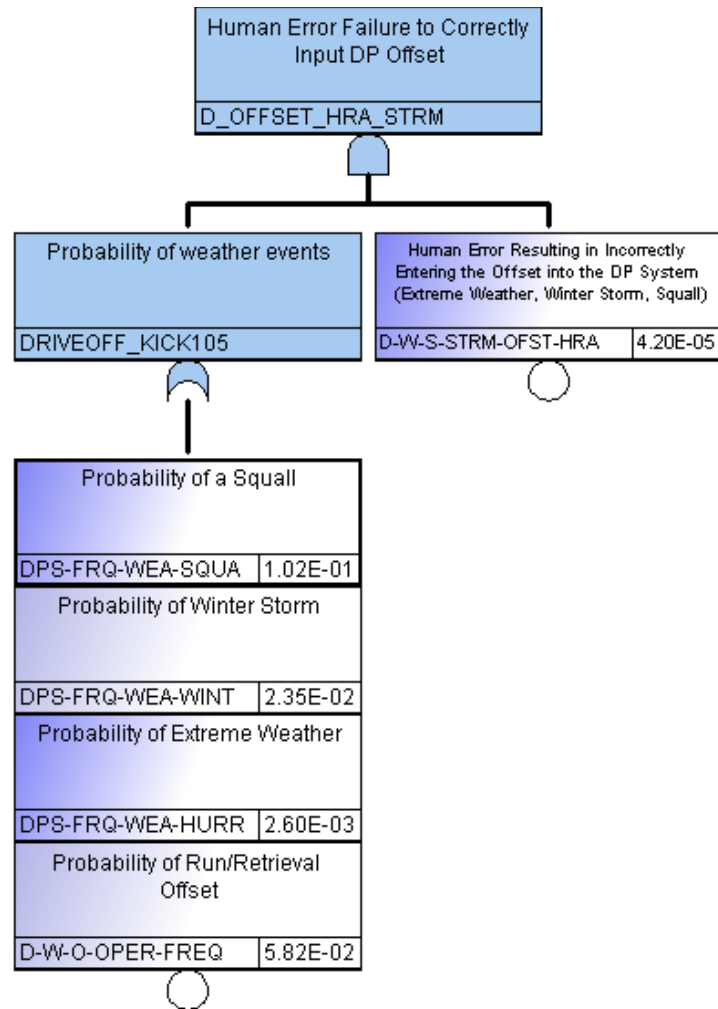 Human Error Failure to Correctly
Input DP Offset
D_OFFSET_HRA_STRM
Probability of weather events
DRIVEOFF_KICK105
Human Error Resulting in Incorrectly
Entering the Offset into the DP System
(Extreme Weather, Winter Storm, Squall)
D-W-S-STRM-OFST-HRA 4.20E-05
Probability of a Squall
DPS-FRQ-WEA-SQUA 1.02E-01
Probability of Winter Storm
DPS-FRQ-WEA-WINT 2.35E-02
Probability of Extreme Weather
DPS-FRQ-WEA-HURR 2.60E-03
Probability of Run/Retrieval
Offset
D-W-O-OPER-FREQ 5.82E-02